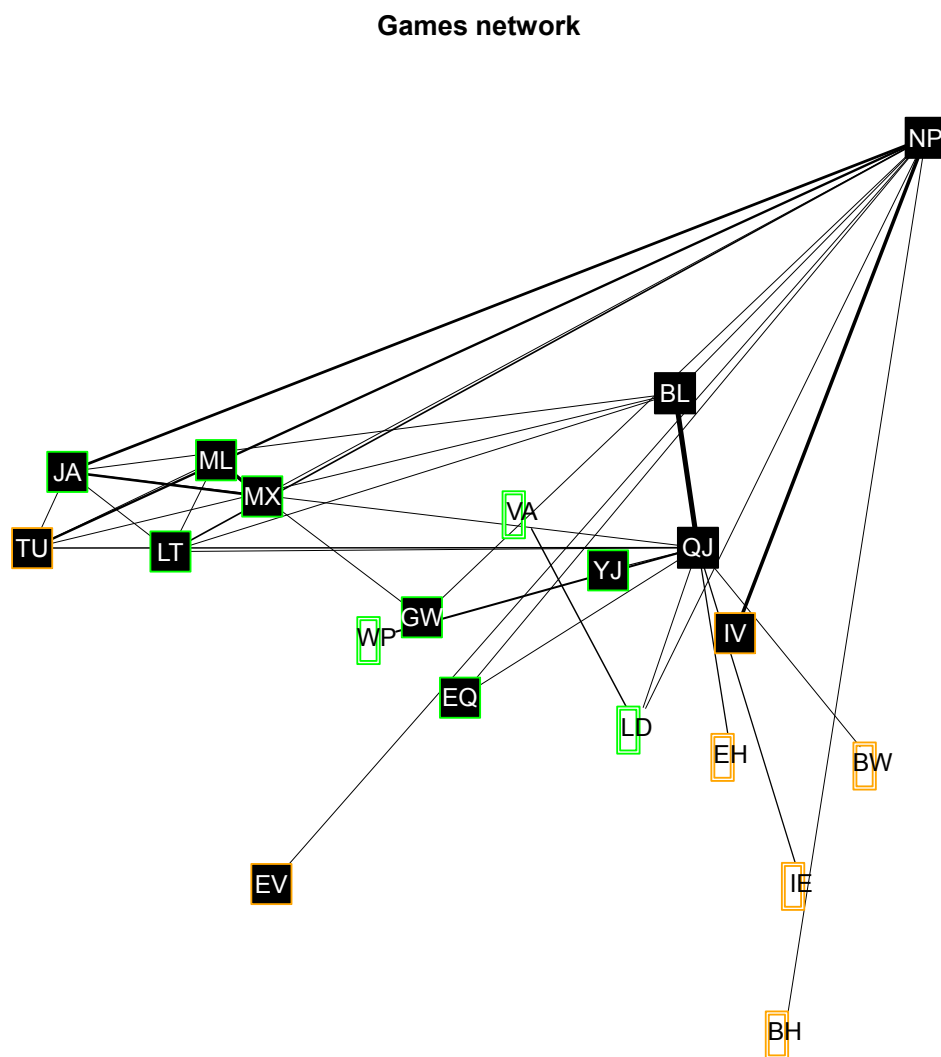 Games network
NP
BL
ML
JA
MX
VA
TU
LT
QJ
YJ
GW
WP
IV
EQ
LD
EH
BW
EV
IE
BH